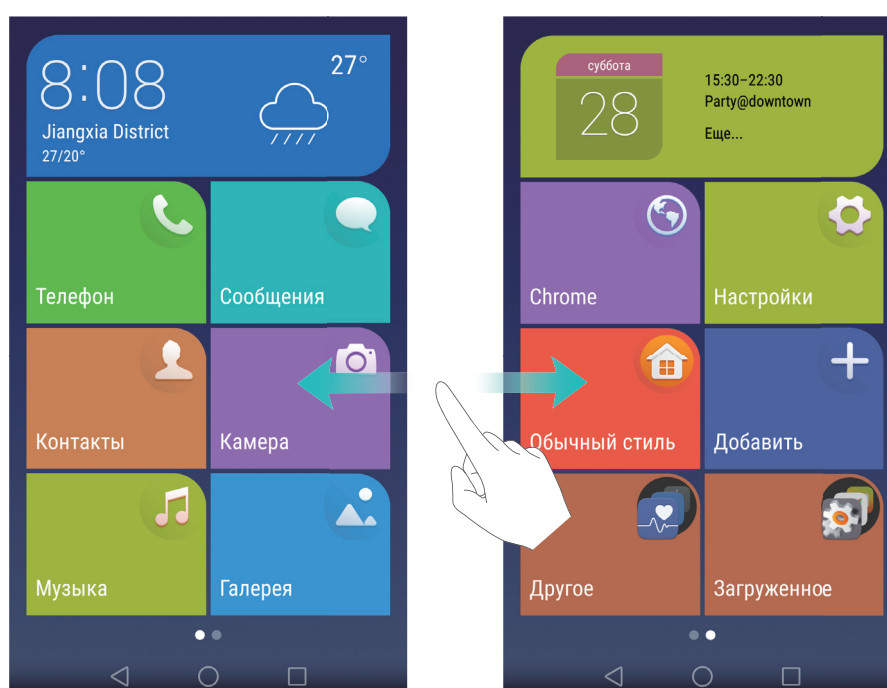 8:08
27°
Jiangxia District
27/20°
Телефон
Сообщения
Контакты
Камера
Музыка
Галерея
суббота
28
15:30–22:30
Party@downtown
Еще...
Chrome
Настройки
Обычный стиль
Добавить
Другое
Загруженное